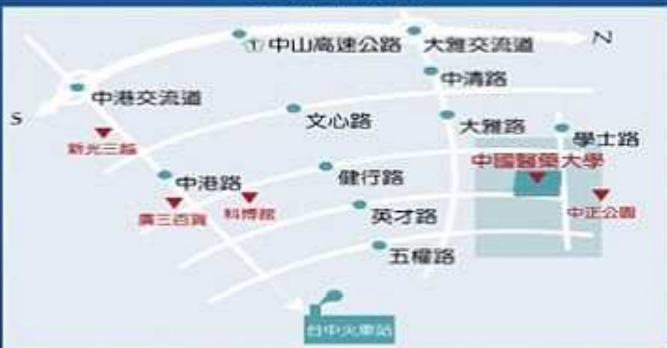 1 中山高速公路
大雅交流道
N
中清路
中港交流道
S
文心路
大雅路
學士路
新光三越
中國醫藥大學
中港路
健行路
廣三百貨
科博館
英才路
中正公園
五權路
台中火車站